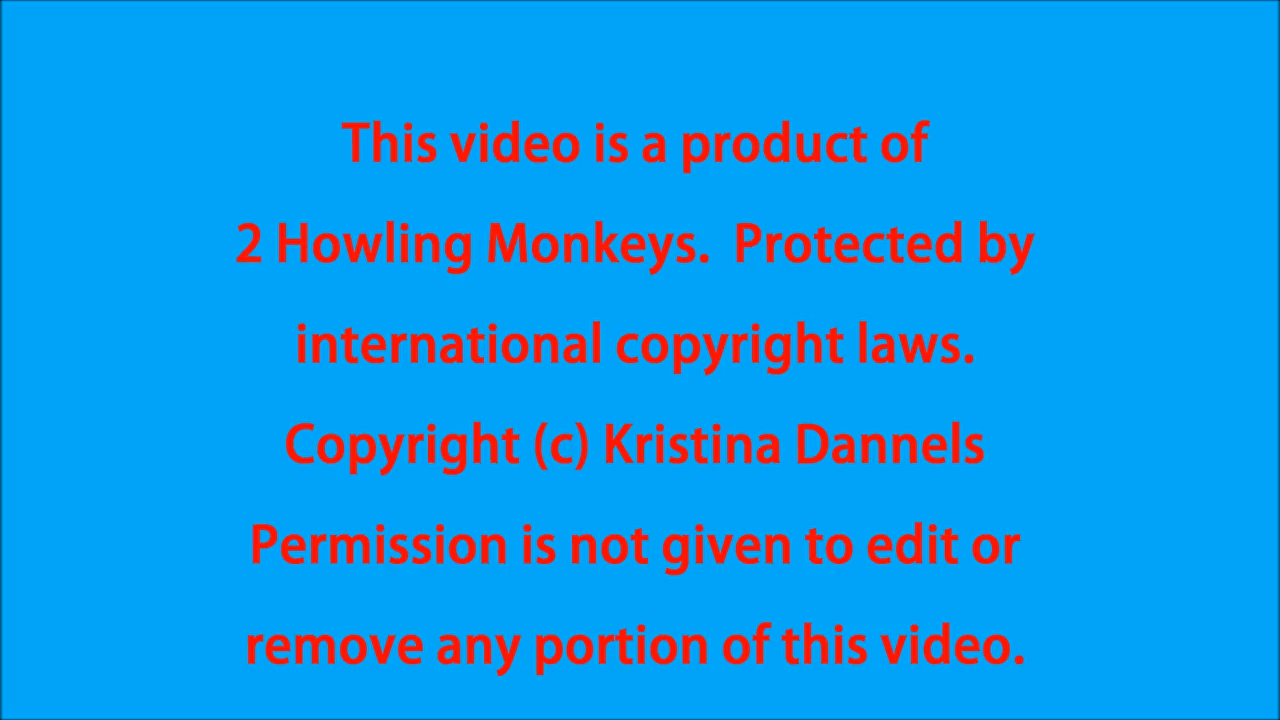 This video is a product of
2 Howling Monkeys.  Protected by
international copyright laws.
Copyright (c) Kristina Dannels
Permission is not given to edit or
remove any portion of this video.